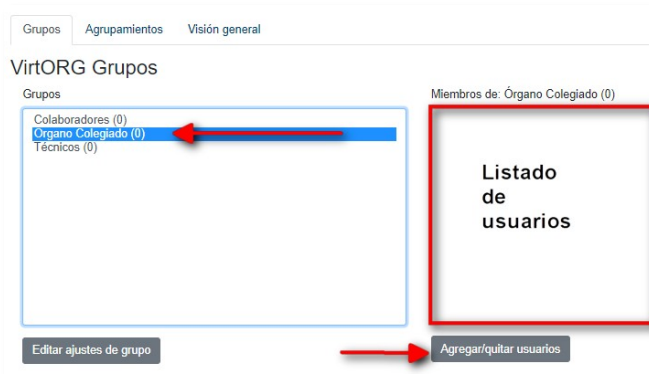 Grupos Agrupamientos Visión general
VirtORG Grupos
Grupos
Colaboradores (0)
Órgano Colegiado (0)
Técnicos (0)
Editar ajustes de grupo
Miembros de: Órgano Colegiado (0)
Listado
de
usuarios
Agregar/quitar usuarios